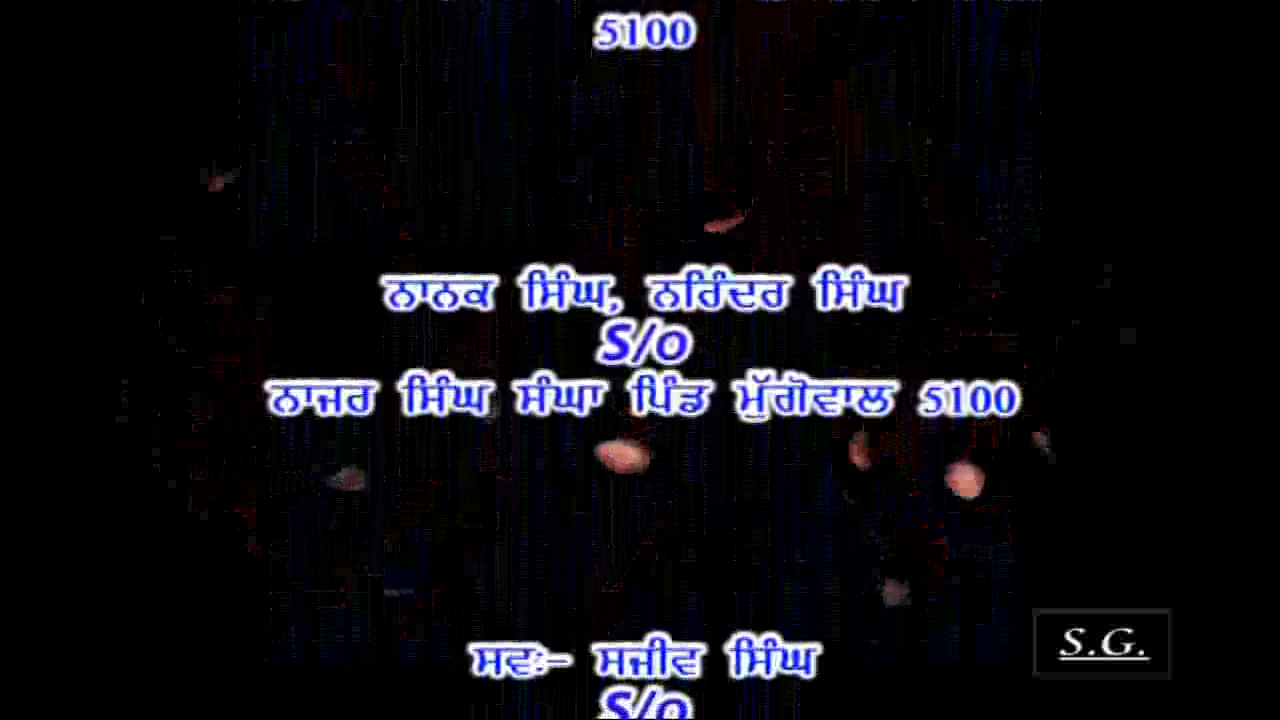 5100
ਨਾਨਕ ਸਿੰਘ, ਨਰਿੰਦਰ ਸਿੰਘ
S/o
ਨਾਜਰ ਸਿੰਘ ਸੰਘਾ ਪਿੰਡ ਮੁੱਗੋਵਾਲ 5100
ਸਵਃ- ਸਜੀਵ ਸਿੰਘ
S/o
S.G.